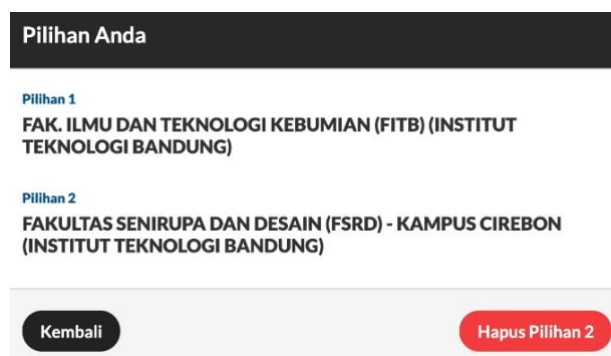 Pilihan Anda
Pilihan 1
FAK. ILMU DAN TEKNOLOGI KEBUMIAN (FITB) (INSTITUT
TEKNOLOGI BANDUNG)
Pilihan 2
FAKULTAS SENIRUPA DAN DESAIN (FSRD) - KAMPUS CIREBON
(INSTITUT TEKNOLOGI BANDUNG)
Kembali
Hapus Pilihan 2